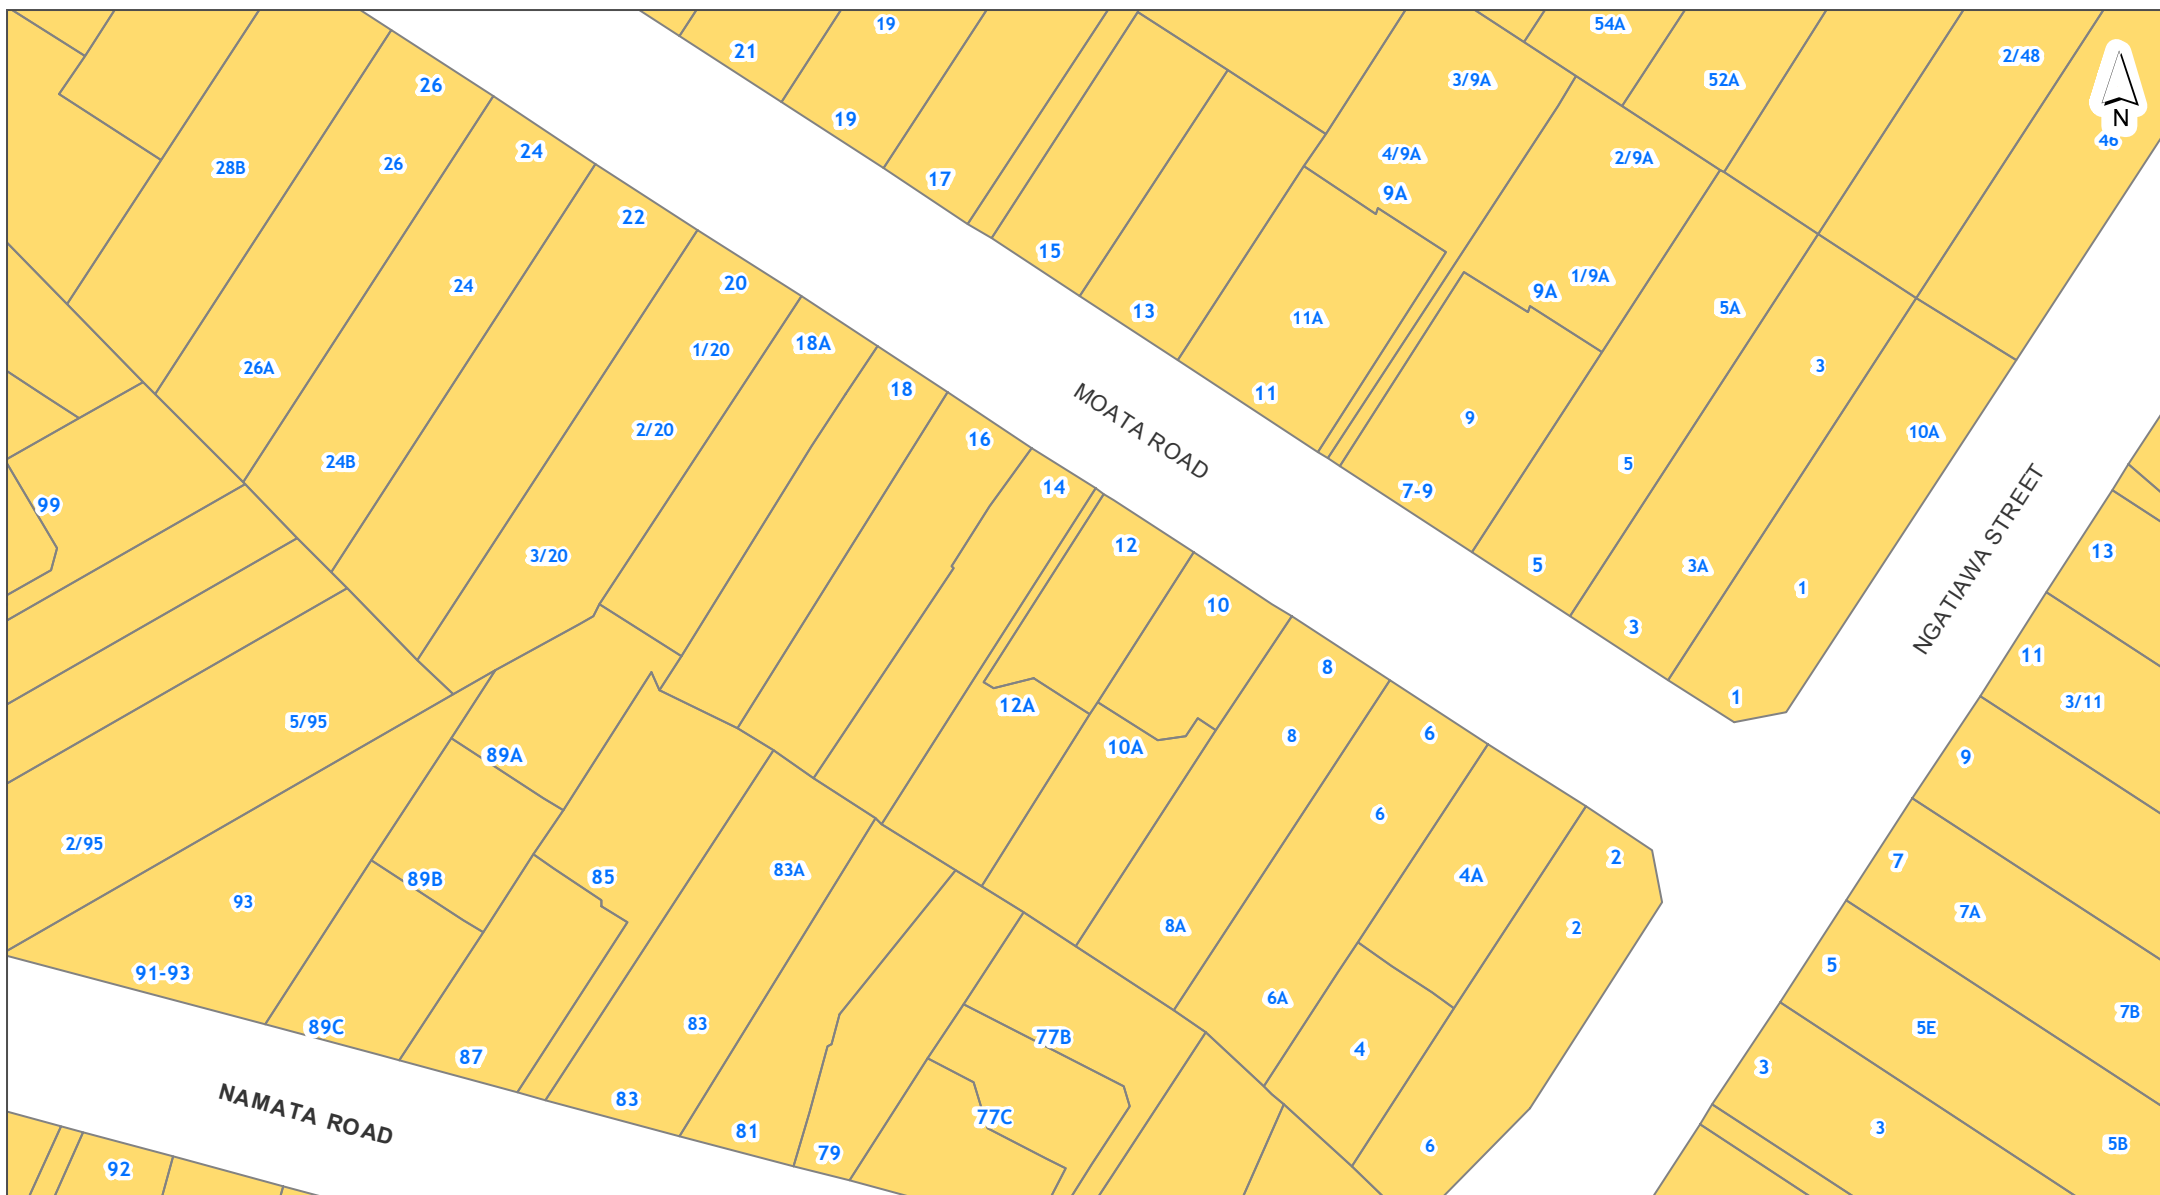 19
54A
21
2/48
3/9A
52A
26
19
46
N
24
4/9A
2/9A
26
28B
17
9A
22
15
1/9A
20
24
9A
5A
13
11A
18A
1/20
3
26A
18
11
MOATA ROAD
9
2/20
10A
16
24B
5
14
7-9
99
NGATIAWA STREET
12
13
3/20
5
3A
1
10
3
11
8
1
3/11
12A
5/95
6
8
10A
89A
9
6
2/95
2
7
83A
4A
85
89B
93
7A
8A
2
5
91-93
6A
7B
83
89C
5E
77B
4
87
3
83
NAMATA ROAD
77C
81
3
5B
6
79
92